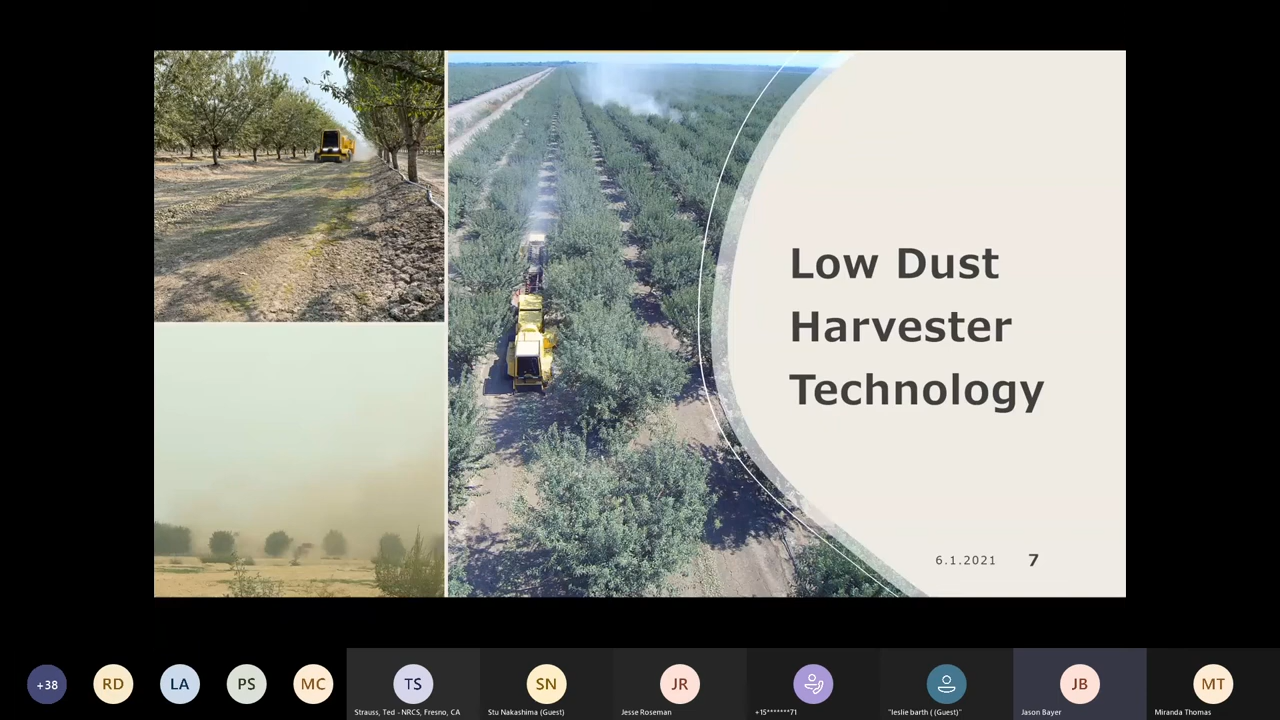 Low Dust
Harvester
Technology
6.1.2021 7
+38
RD
LA
PS
MC
TS
Strauss, Ted - NRCS, Fresno, CA
SN
Stu Nakashima (Guest)
JR
Jesse Roseman
+15*******71
"leslie barth ( (Guest)"
JB
Jason Bayer
MT
Miranda Thomas